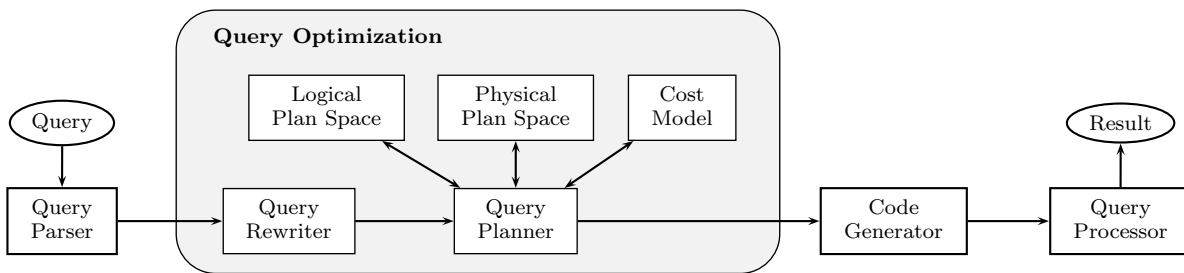 Query Optimization
Logical
Plan Space
Physical
Plan Space
Cost
Model
Query
Result
Query
Parser
Query
Rewriter
Query
Planner
Code
Generator
Query
Processor